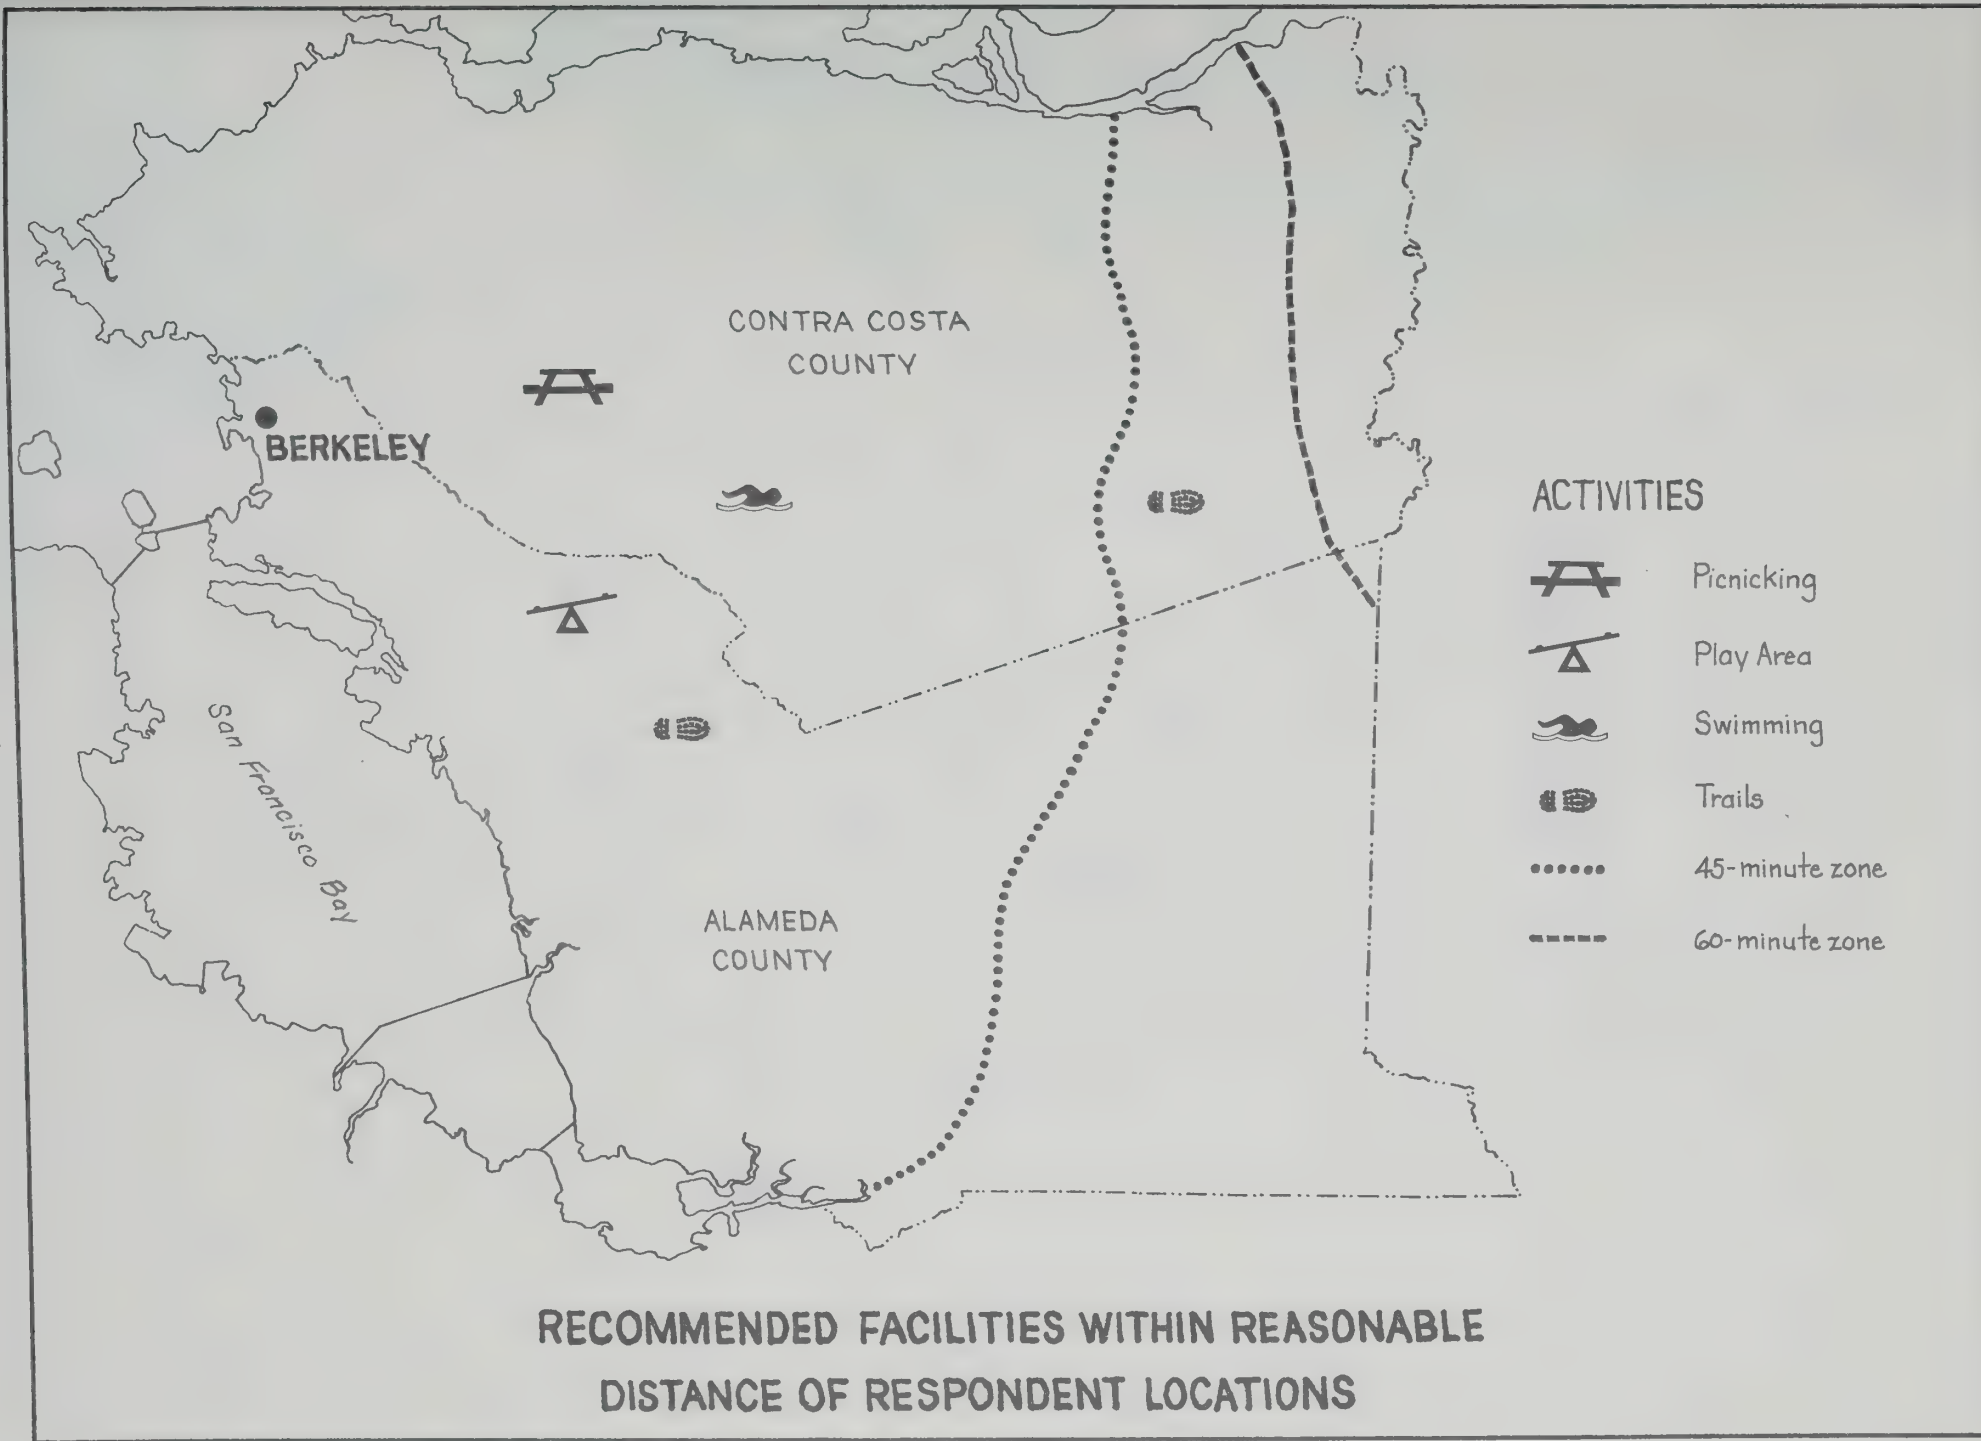 CONTRA COSTA
COUNTY
BERKELEY
San Francisco Bay
ALAMEDA
COUNTY
ACTIVITIES
Picnicking
Play Area
Swimming
Trails
45-minute zone
60-minute zone
RECOMMENDED FACILITIES WITHIN REASONABLE
DISTANCE OF RESPONDENT LOCATIONS